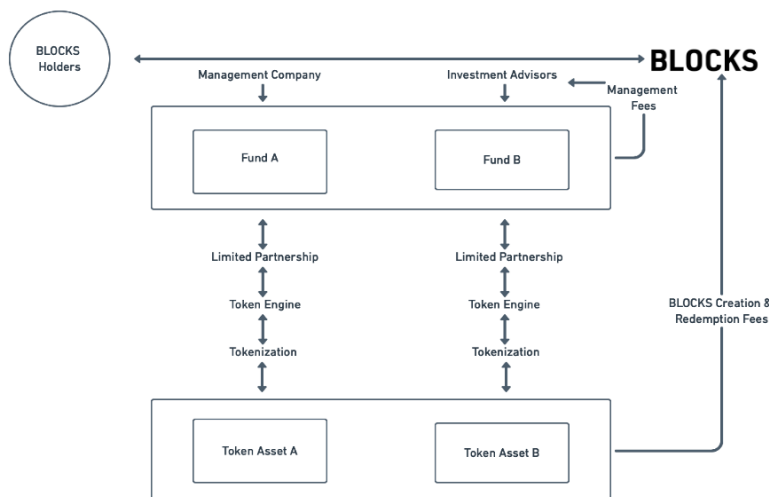 BLOCKS
Holders
BLOCKS
Management Company
Investment Advisors
Management
Fees
Fund A
Fund B
Limited Partnership
Limited Partnership
Token Engine
Token Engine
BLOCKS Creation &
Redemption Fees
Tokenization
Tokenization
Token Asset A
Token Asset B